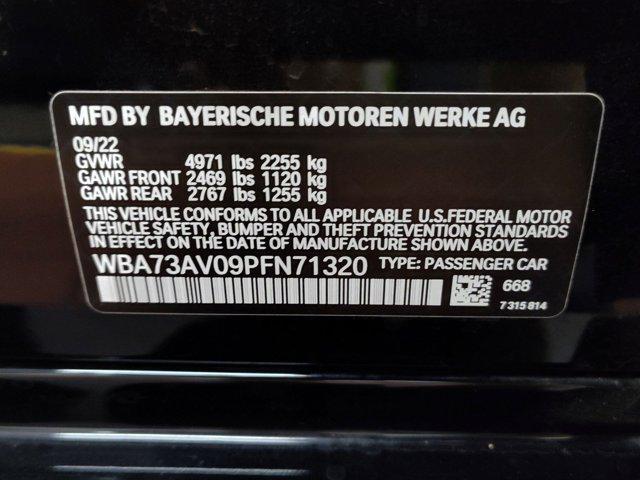 MFD BY BAYERISCHE MOTOREN WERKE AG
09/22
GVWR 4971 lbs 2255 kg
GAWR FRONT 2469 lbs 1120 kg
GAWR REAR 2767 lbs 1255 kg
THIS VEHICLE CONFORMS TO ALL APPLICABLE U.S.FEDERAL MOTOR
VEHICLE SAFETY, BUMPER AND THEFT PREVENTION STANDARDS
IN EFFECT ON THE DATE OF MANUFACTURE SHOWN ABOVE.
WBA73AV09PFN71320 TYPE: PASSENGER CAR
668
7 315 814